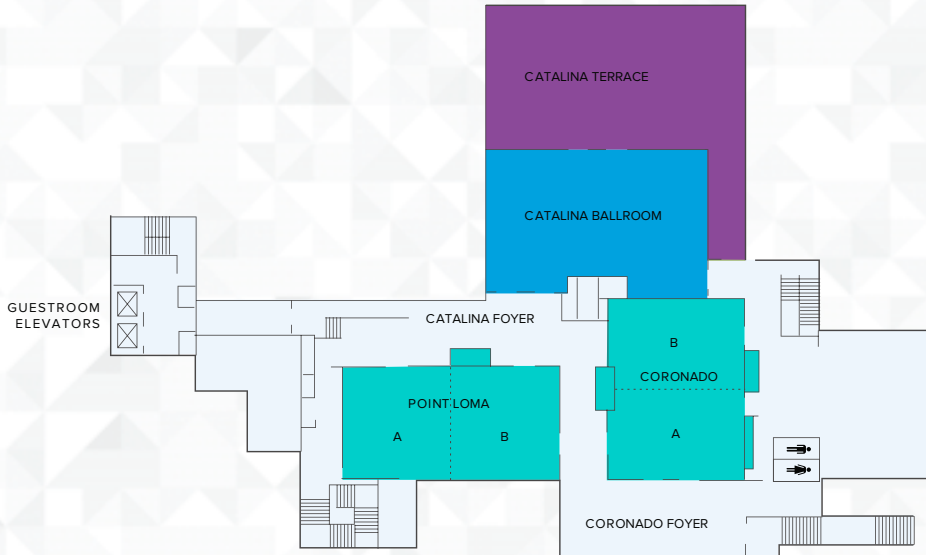 CATALINA TERRACE
CATALINA BALLROOM
GUESTROOM
ELEVATORS
CATALINA FOYER
B
CORONADO
POINT LOMA
A
B
A
CORONADO FOYER